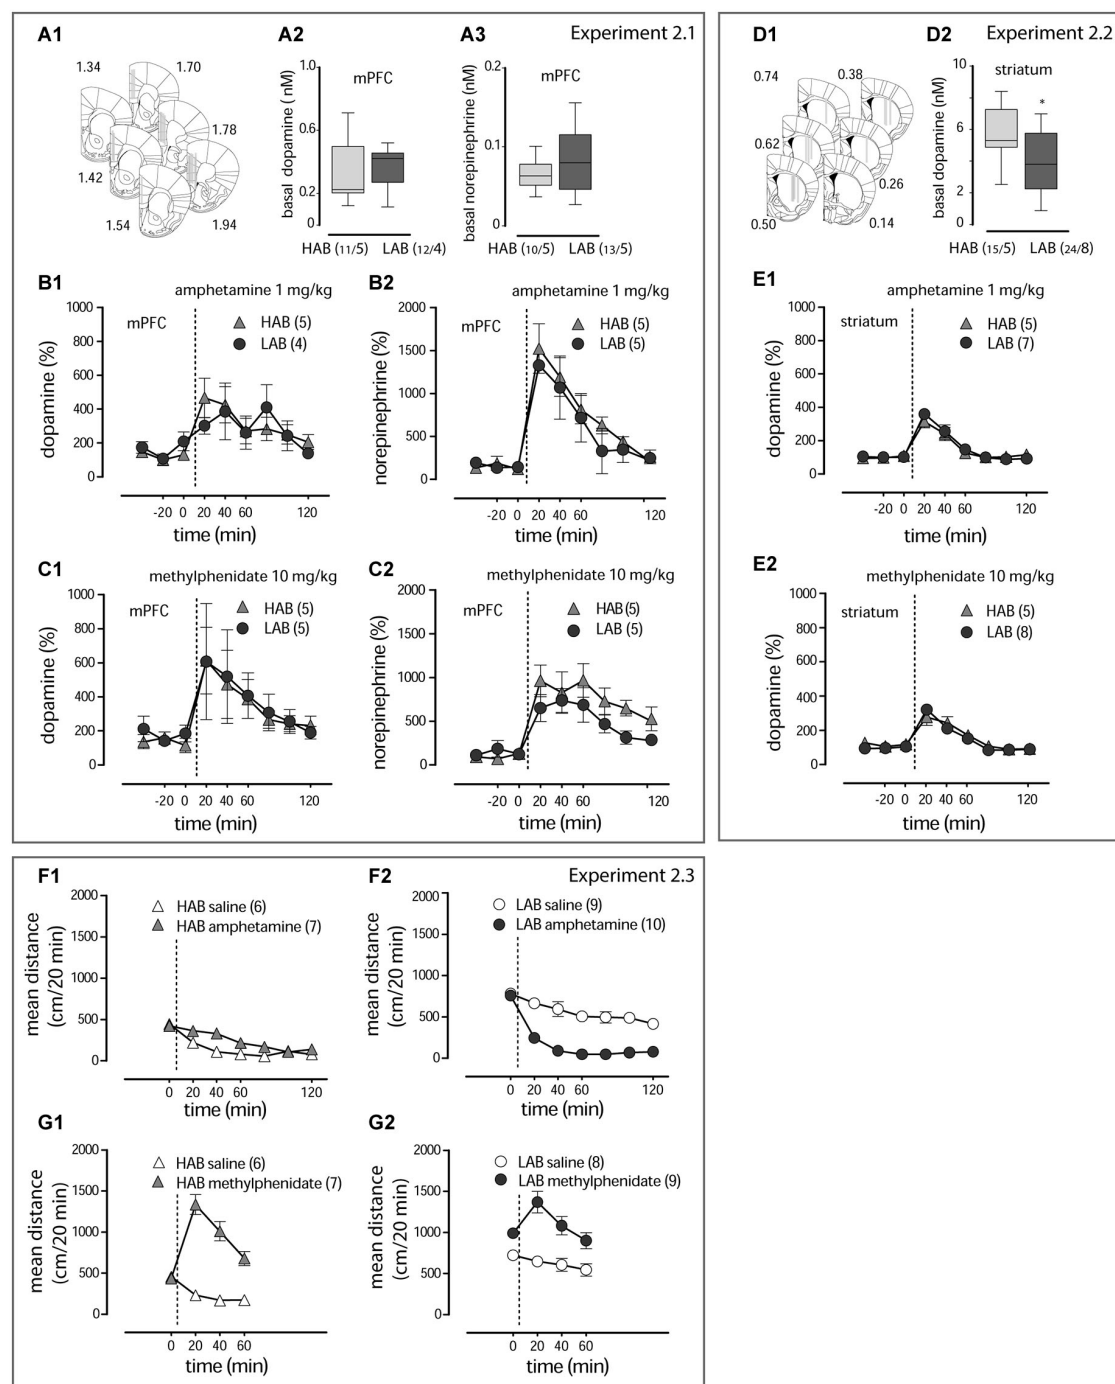 A1
A2
A3
Experiment 2.1
1.34
1.70
1.78
1.42
1.54
1.94
basal dopamine ( nM)
1.0
0.6
0.2
0
mPFC
HAB (11/5)
LAB (12/4)
basal norepinephrine (nM)
0.2
0.1
0
mPFC
HAB (10/5)
LAB (13/5)
D1
D2
Experiment 2.2
0.74
0.38
0.62
0.26
0.50
0.14
basal dopamine (nM)
10
8
6
4
2
0
striatum
*
HAB (15/5)
LAB (24/8)
B1
amphetamine 1 mg/kg
mPFC
HAB (5)
LAB (4)
dopamine (%)
1000
800
600
400
200
0
-20 0 20 40 60 120
time (min)
B2
amphetamine 1 mg/kg
mPFC
HAB (5)
LAB (5)
norepinephrine (%)
2000
1500
1000
500
0
-20 0 20 40 60 120
time (min)
E1
amphetamine 1 mg/kg
striatum
HAB (5)
LAB (7)
dopamine (%)
1000
800
600
400
200
0
-20 0 20 40 60 120
time (min)
C1
methylphenidate 10 mg/kg
mPFC
HAB (5)
LAB (5)
dopamine (%)
1000
800
600
400
200
0
-20 0 20 40 60 120
time (min)
C2
methylphenidate 10 mg/kg
mPFC
HAB (5)
LAB (5)
norepinephrine (%)
2000
1500
1000
500
0
-20 0 20 40 60 120
time (min)
E2
methylphenidate 10 mg/kg
striatum
HAB (5)
LAB (8)
dopamine (%)
1000
800
600
400
200
0
-20 0 20 40 60 120
time (min)
F1
HAB saline (6)
HAB amphetamine (7)
mean distance
(cm/20 min)
2000
1500
1000
500
0
0 20 40 60 120
time (min)
F2
Experiment 2.3
LAB saline (9)
LAB amphetamine (10)
mean distance
(cm/20 min)
2000
1500
1000
500
0
0 20 40 60 120
time (min)
G1
HAB saline (6)
HAB methylphenidate (7)
mean distance
(cm/20 min)
2000
1500
1000
500
0
0 20 40 60
time (min)
G2
LAB saline (8)
LAB methylphenidate (9)
mean distance
(cm/20 min)
2000
1500
1000
500
0
0 20 40 60
time (min)